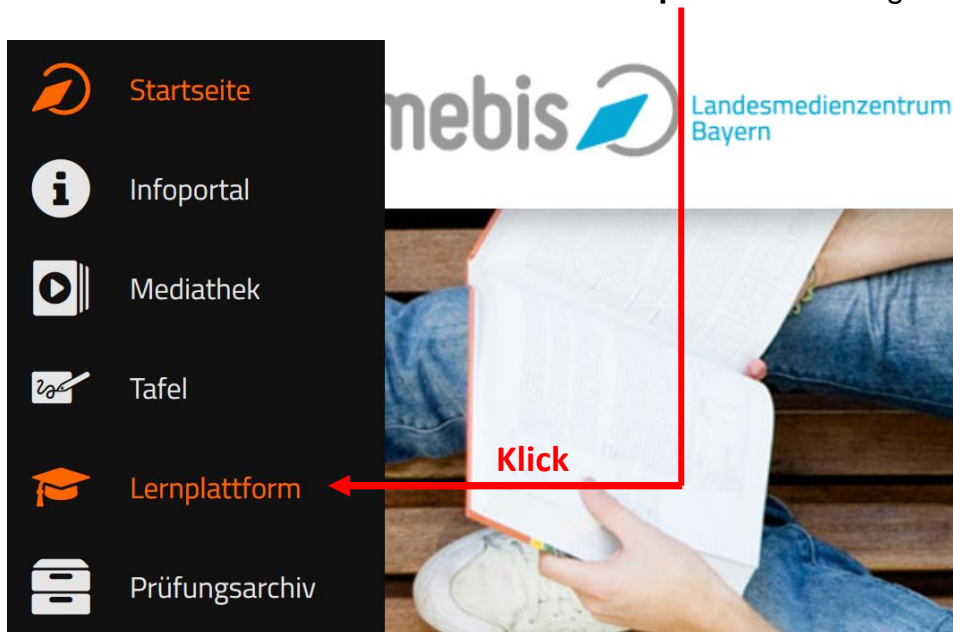 Startseite
mebis
Landesmedienzentrum
Bayern
Infoportal
Mediathek
Tafel
Klick
Lernplattform
Prüfungsarchiv